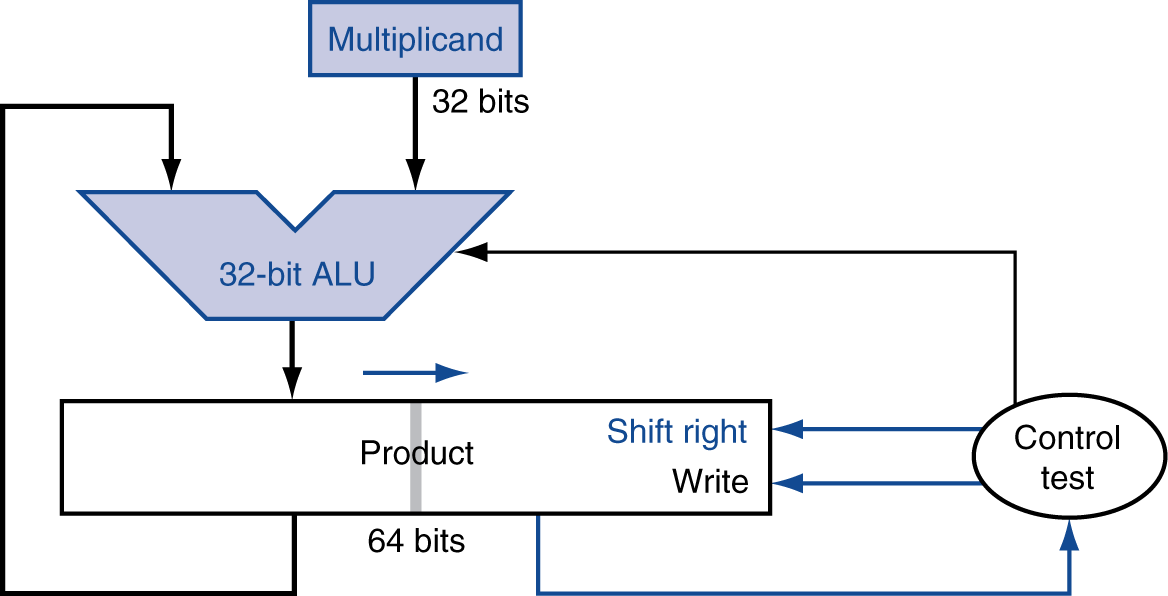 Multiplicand
32 bits
32-bit ALU
Shift right
Product
Write
Control
test
64 bits